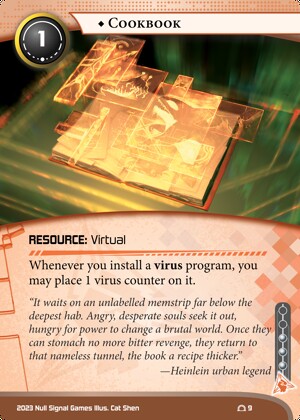 1
◆ Cookbook
RESOURCE: Virtual
Whenever you install a virus program, you
may place 1 virus counter on it.
“It waits on an unlabelled memstrip far below the
deepest hab. Angry, desperate souls seek it out,
hungry for power to change a brutal world. Once they
can stomach no more bitter revenge, they return to
that nameless tunnel, the book a recipe thicker.”
—Heinlein urban legend
2023 Null Signal Games Illus. Cat Shen
9